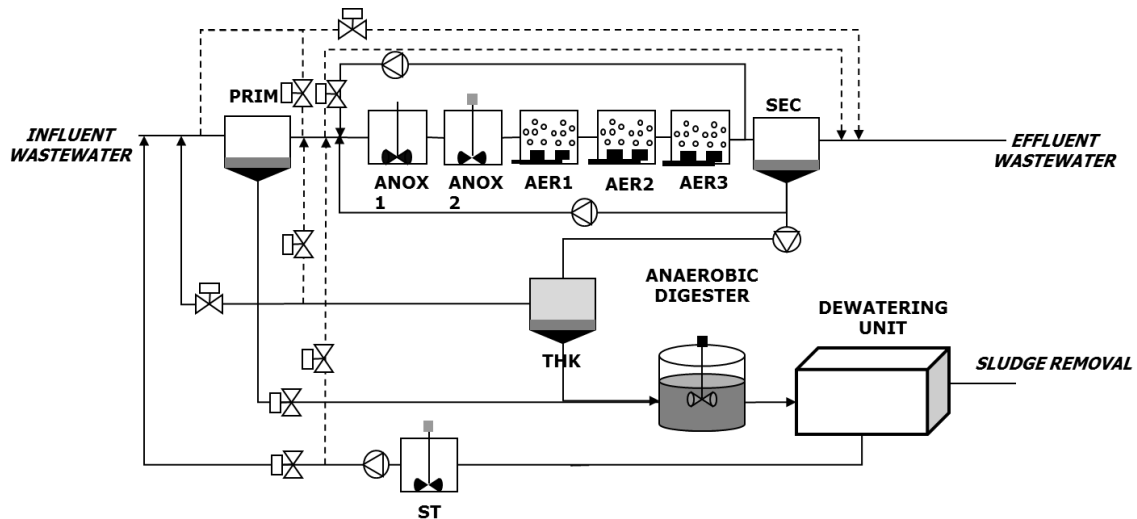 PRIM
SEC
INFLUENT
WASTEWATER
EFFLUENT
WASTEWATER
ANOX
1
ANOX
2
AER1
AER2
AER3
ANAEROBIC
DIGESTER
DEWATERING
UNIT
THK
SLUDGE REMOVAL
ST